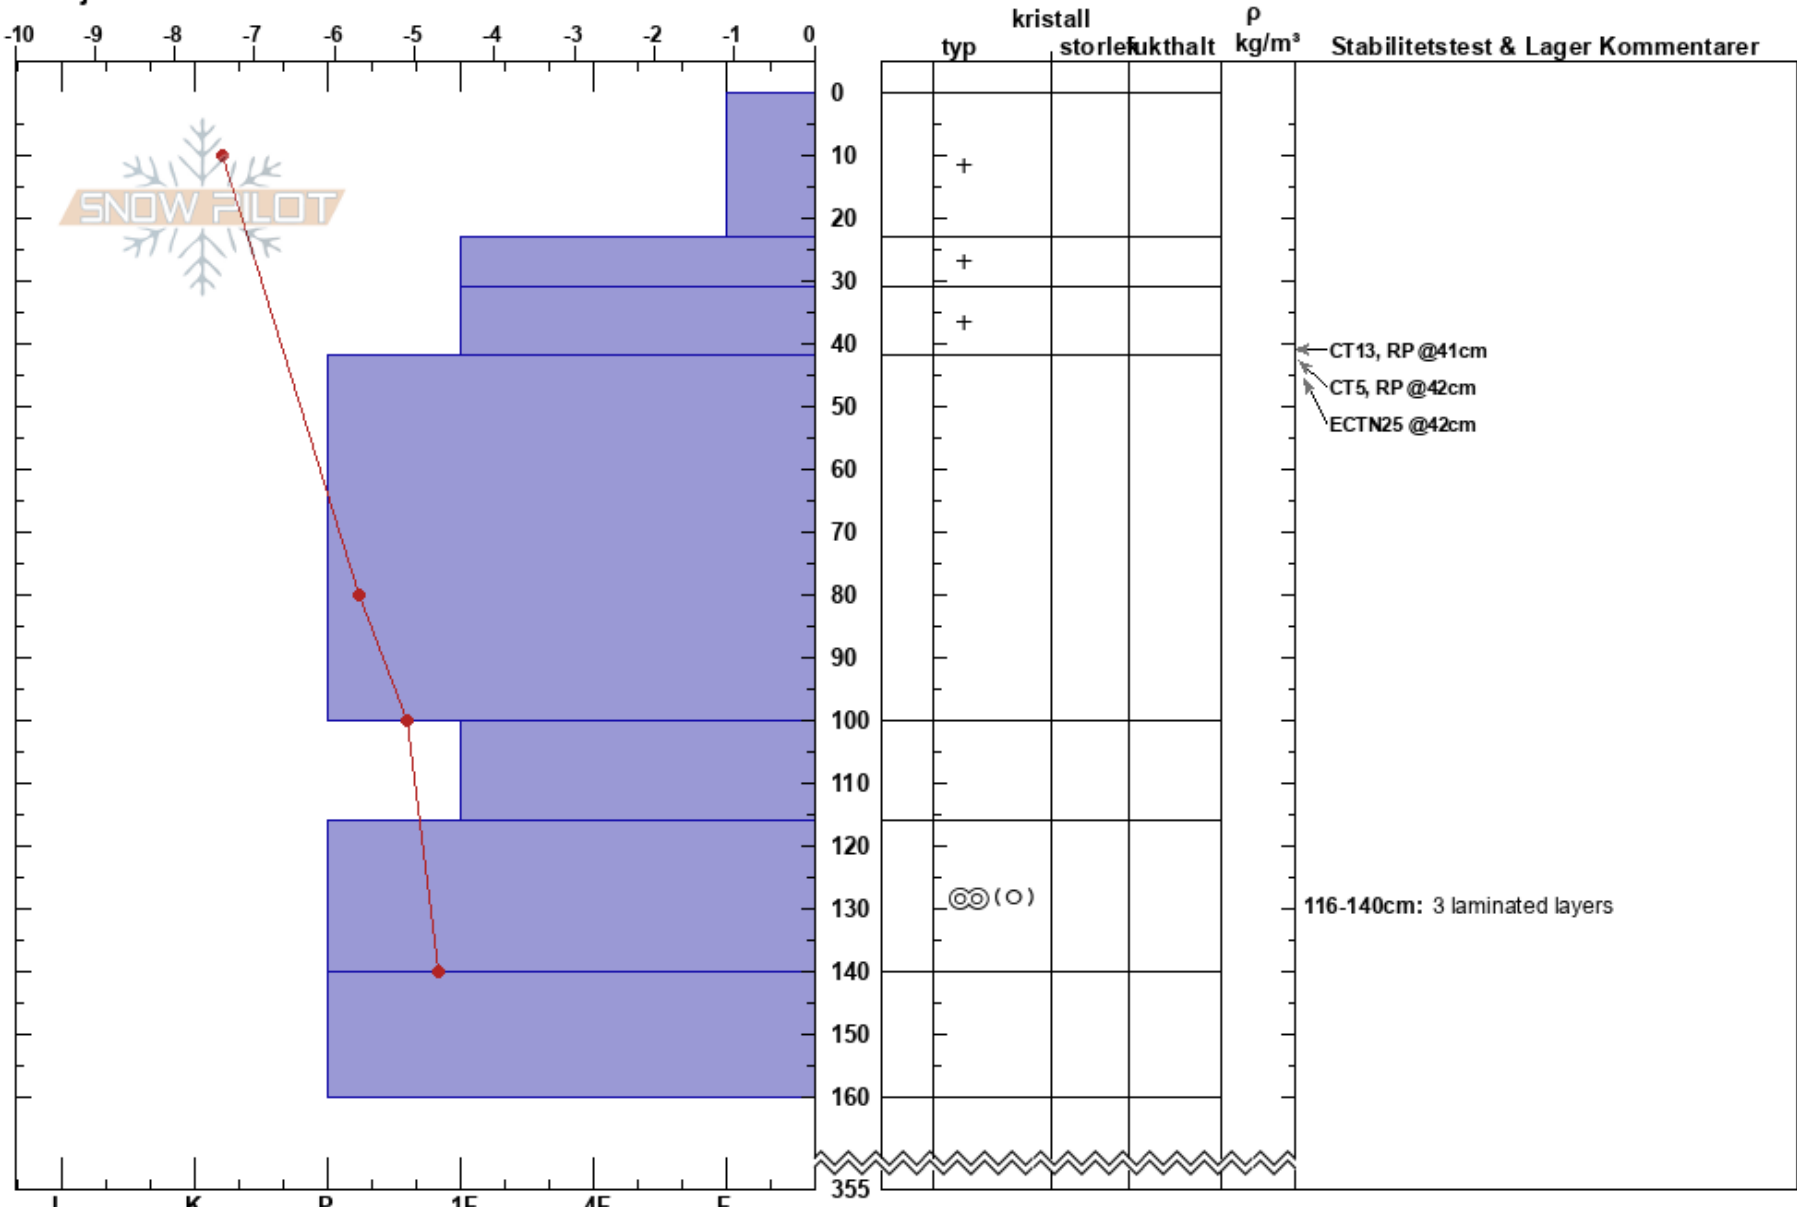 kristall
ρ
-10 -9 -8 -7 -6 -5 -4 -3 -2 -1 0
typ storlek fukthalt kg/m³ Stabilitetstest & Lager Kommentarer
0
10
SNOW PILOT
20
30
40
CT13, RP @41cm
CT5, RP @42cm
50
ECTN25 @42cm
60
70
80
90
100
110
120
130
116-140cm: 3 laminated layers
140
150
160
355
I K P 1F 4F F